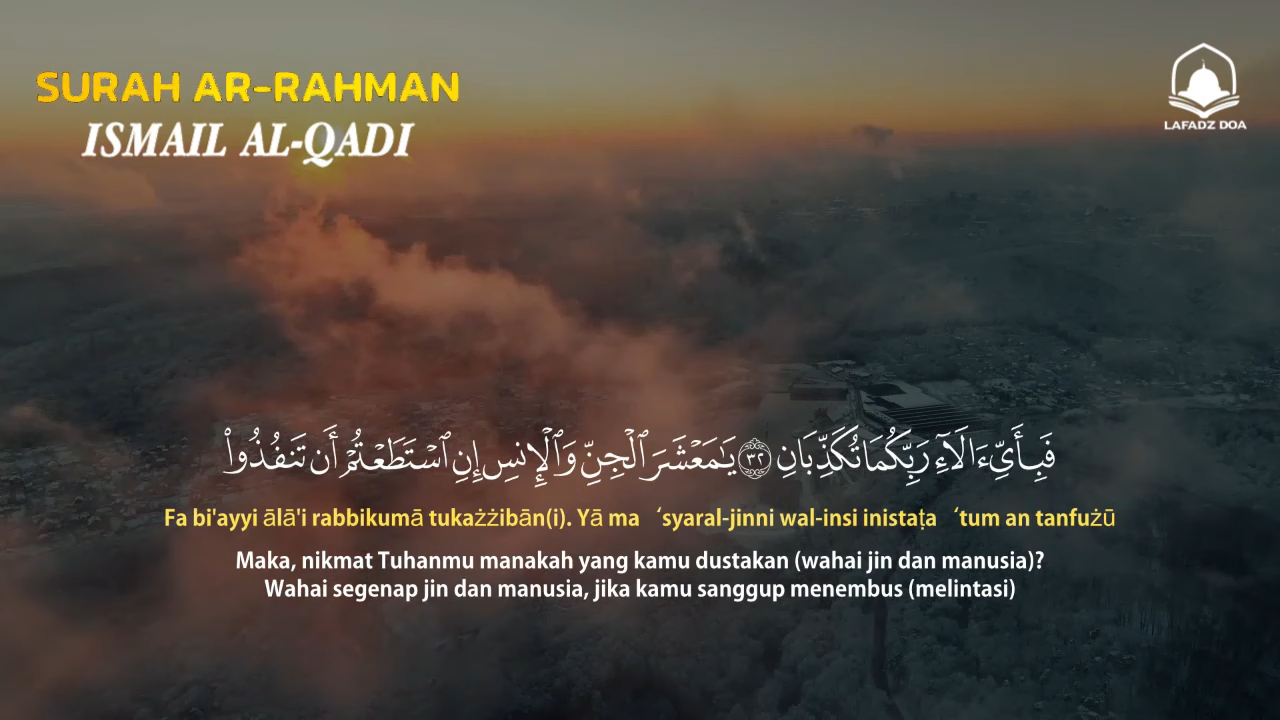 SURAH AR-RAHMAN
ISMAIL AL-QADI
LAFADZ DOA
فَبِأَيِّ ءَالَآءِ رَبِّكُمَا تُكَذِّبَانِ ٣٢ يَٰمَعْشَرَ ٱلْجِنِّ وَٱلْإِنسِ إِنِ ٱسْتَطَعْتُمْ أَن تَنفُذُوا۟
Fa bi'ayyi ālā'i rabbikumā tukażżibān(i). Yā ma ‘syaral-jinni wal-insi inistaṭa ‘tum an tanfużū
Maka, nikmat Tuhanmu manakah yang kamu dustakan (wahai jin dan manusia)?
Wahai segenap jin dan manusia, jika kamu sanggup menembus (melintasi)